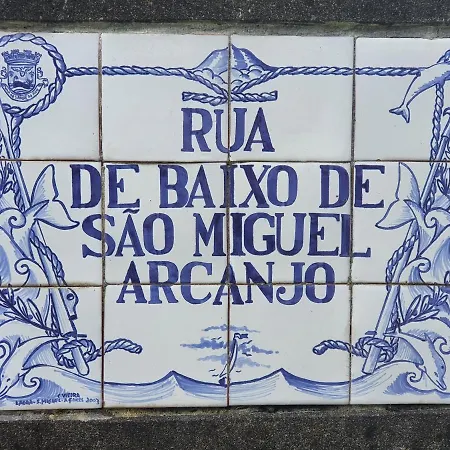 RUA
DE BAIXO DE
SÃO MIGUEL
ARCANJO